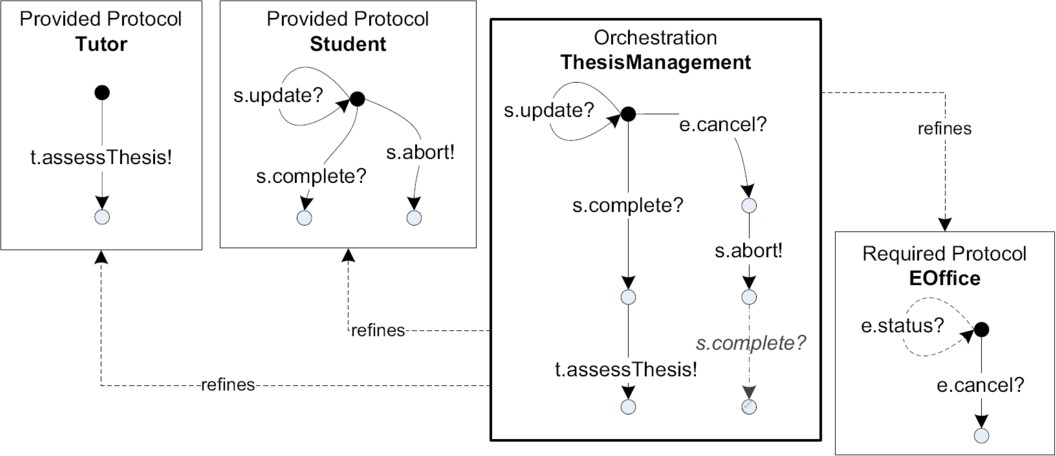 Provided Protocol
Tutor
t.assessThesis!
Provided Protocol
Student
s.update?
s.abort!
s.complete?
Orchestration
ThesisManagement
s.update?
e.cancel?
s.complete?
s.abort!
s.complete?
t.assessThesis!
refines
Required Protocol
EOffice
e.status?
e.cancel?
refines
refines